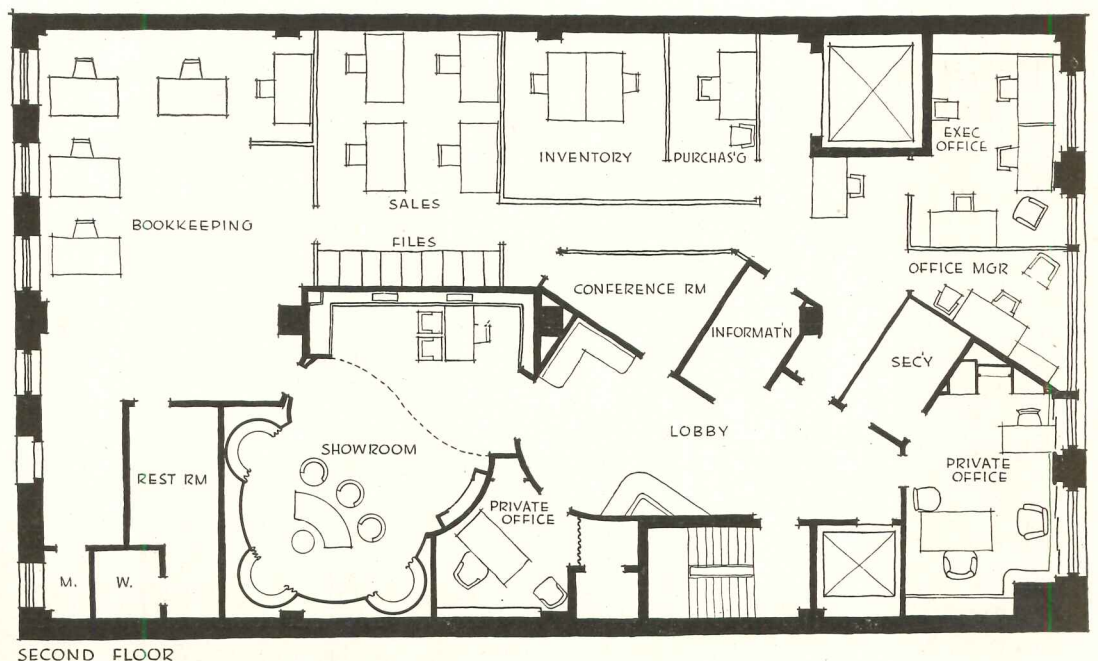 EXEC
OFFICE
INVENTORY
PURCHAS'G
SALES
BOOKKEEPING
FILES
OFFICE MGR
CONFERENCE RM
INFORMAT'N
SEC'Y
LOBBY
SHOWROOM
REST RM
PRIVATE
OFFICE
PRIVATE
OFFICE
M.
W.
SECOND FLOOR